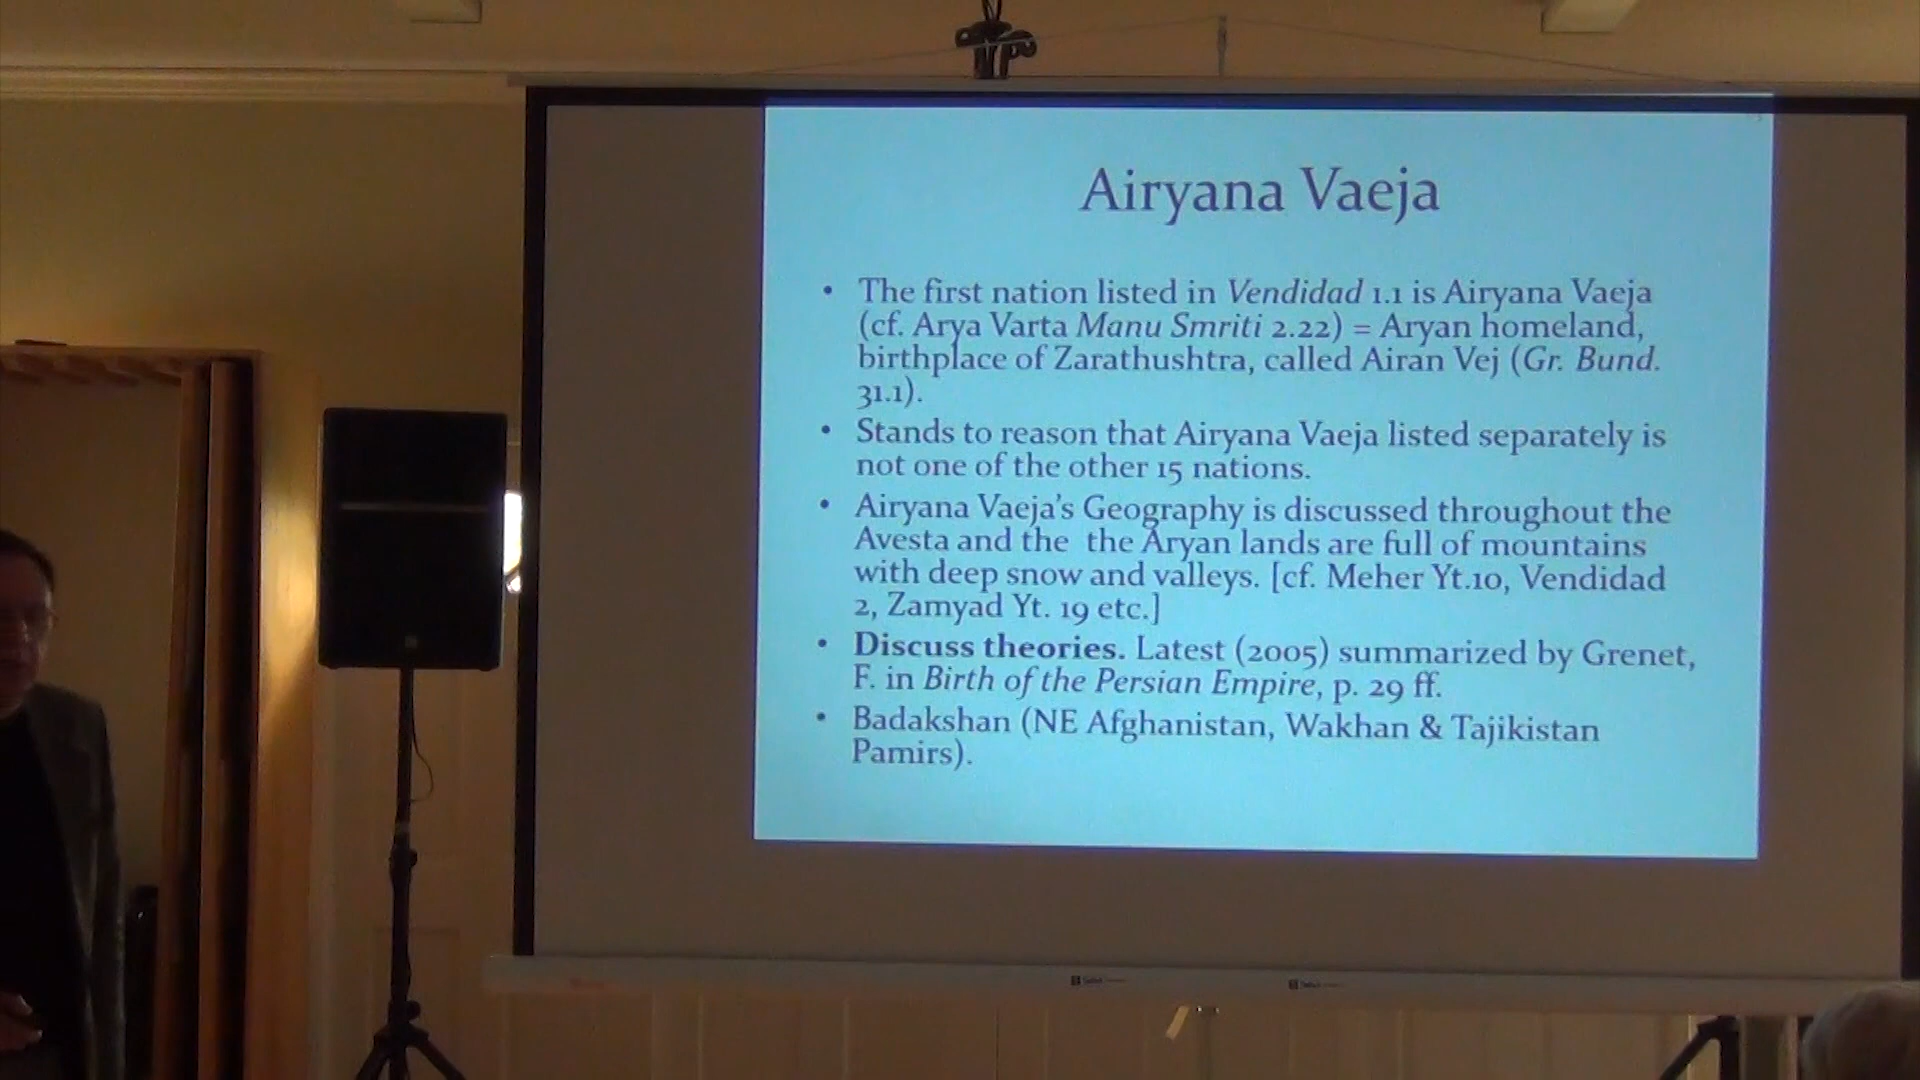 Airyana Vaeja
• The first nation listed in Vendidad 1.1 is Airyana Vaeja
(cf. Arya Varta Manu Smriti 2.22) = Aryan homeland,
birthplace of Zarathushtra, called Airan Vej (Gr. Bund.
31.1).
• Stands to reason that Airyana Vaeja listed separately is
not one of the other 15 nations.
• Airyana Vaeja's Geography is discussed throughout the
Avesta and the the Aryan lands are full of mountains
with deep snow and valleys. [cf. Meher Yt.10, Vendidad
2, Zamyad Yt. 19 etc.]
• Discuss theories. Latest (2005) summarized by Grenet,
F. in Birth of the Persian Empire, p. 29 ff.
• Badakshan (NE Afghanistan, Wakhan & Tajikistan
Pamirs).